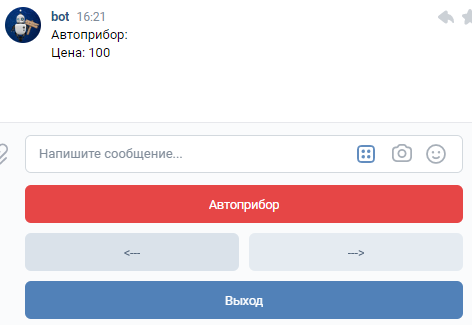 bot 16:21
Автоприбор:
Цена: 100
Напишите сообщение...
Автоприбор
<--- --->
Выход